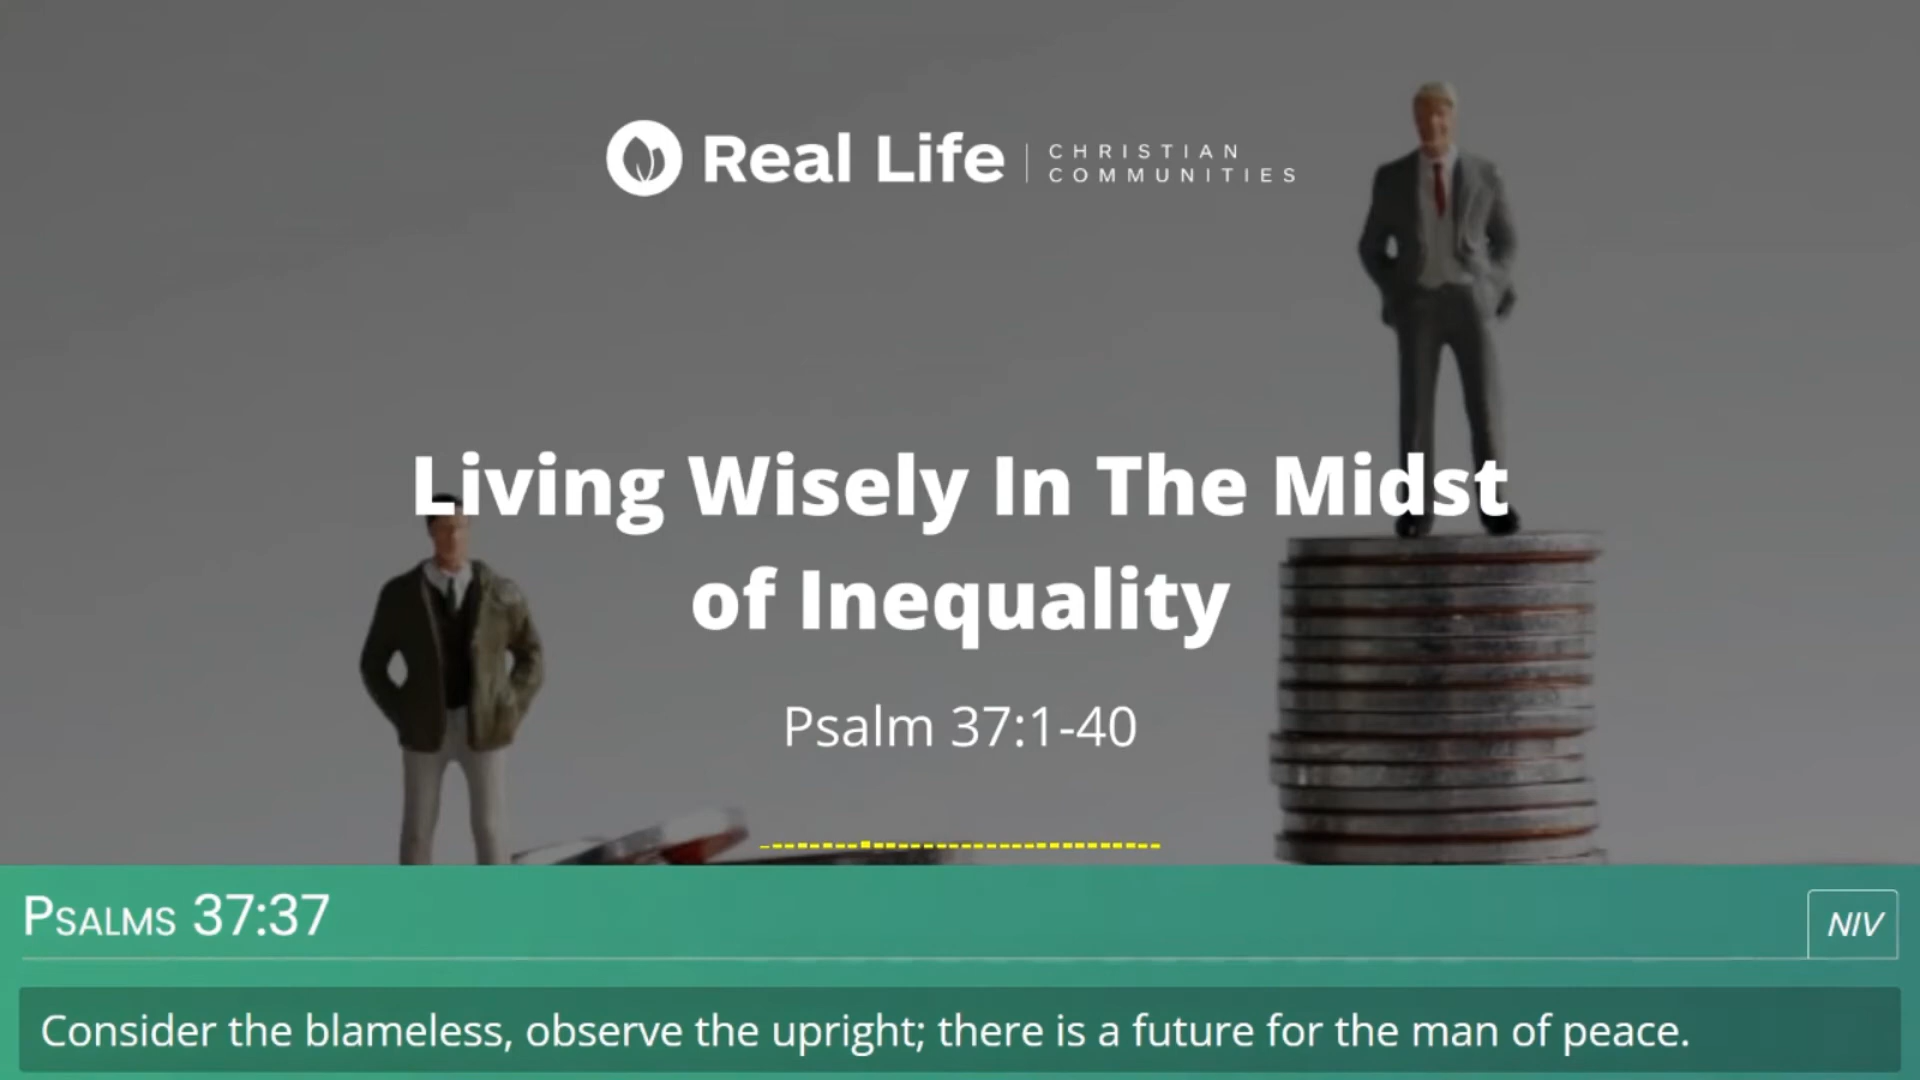 Real Life
CHRISTIAN
COMMUNITIES
Living Wisely In The Midst
of Inequality
Psalm 37:1-40
Psalms 37:37
NIV
Consider the blameless, observe the upright; there is a future for the man of peace.